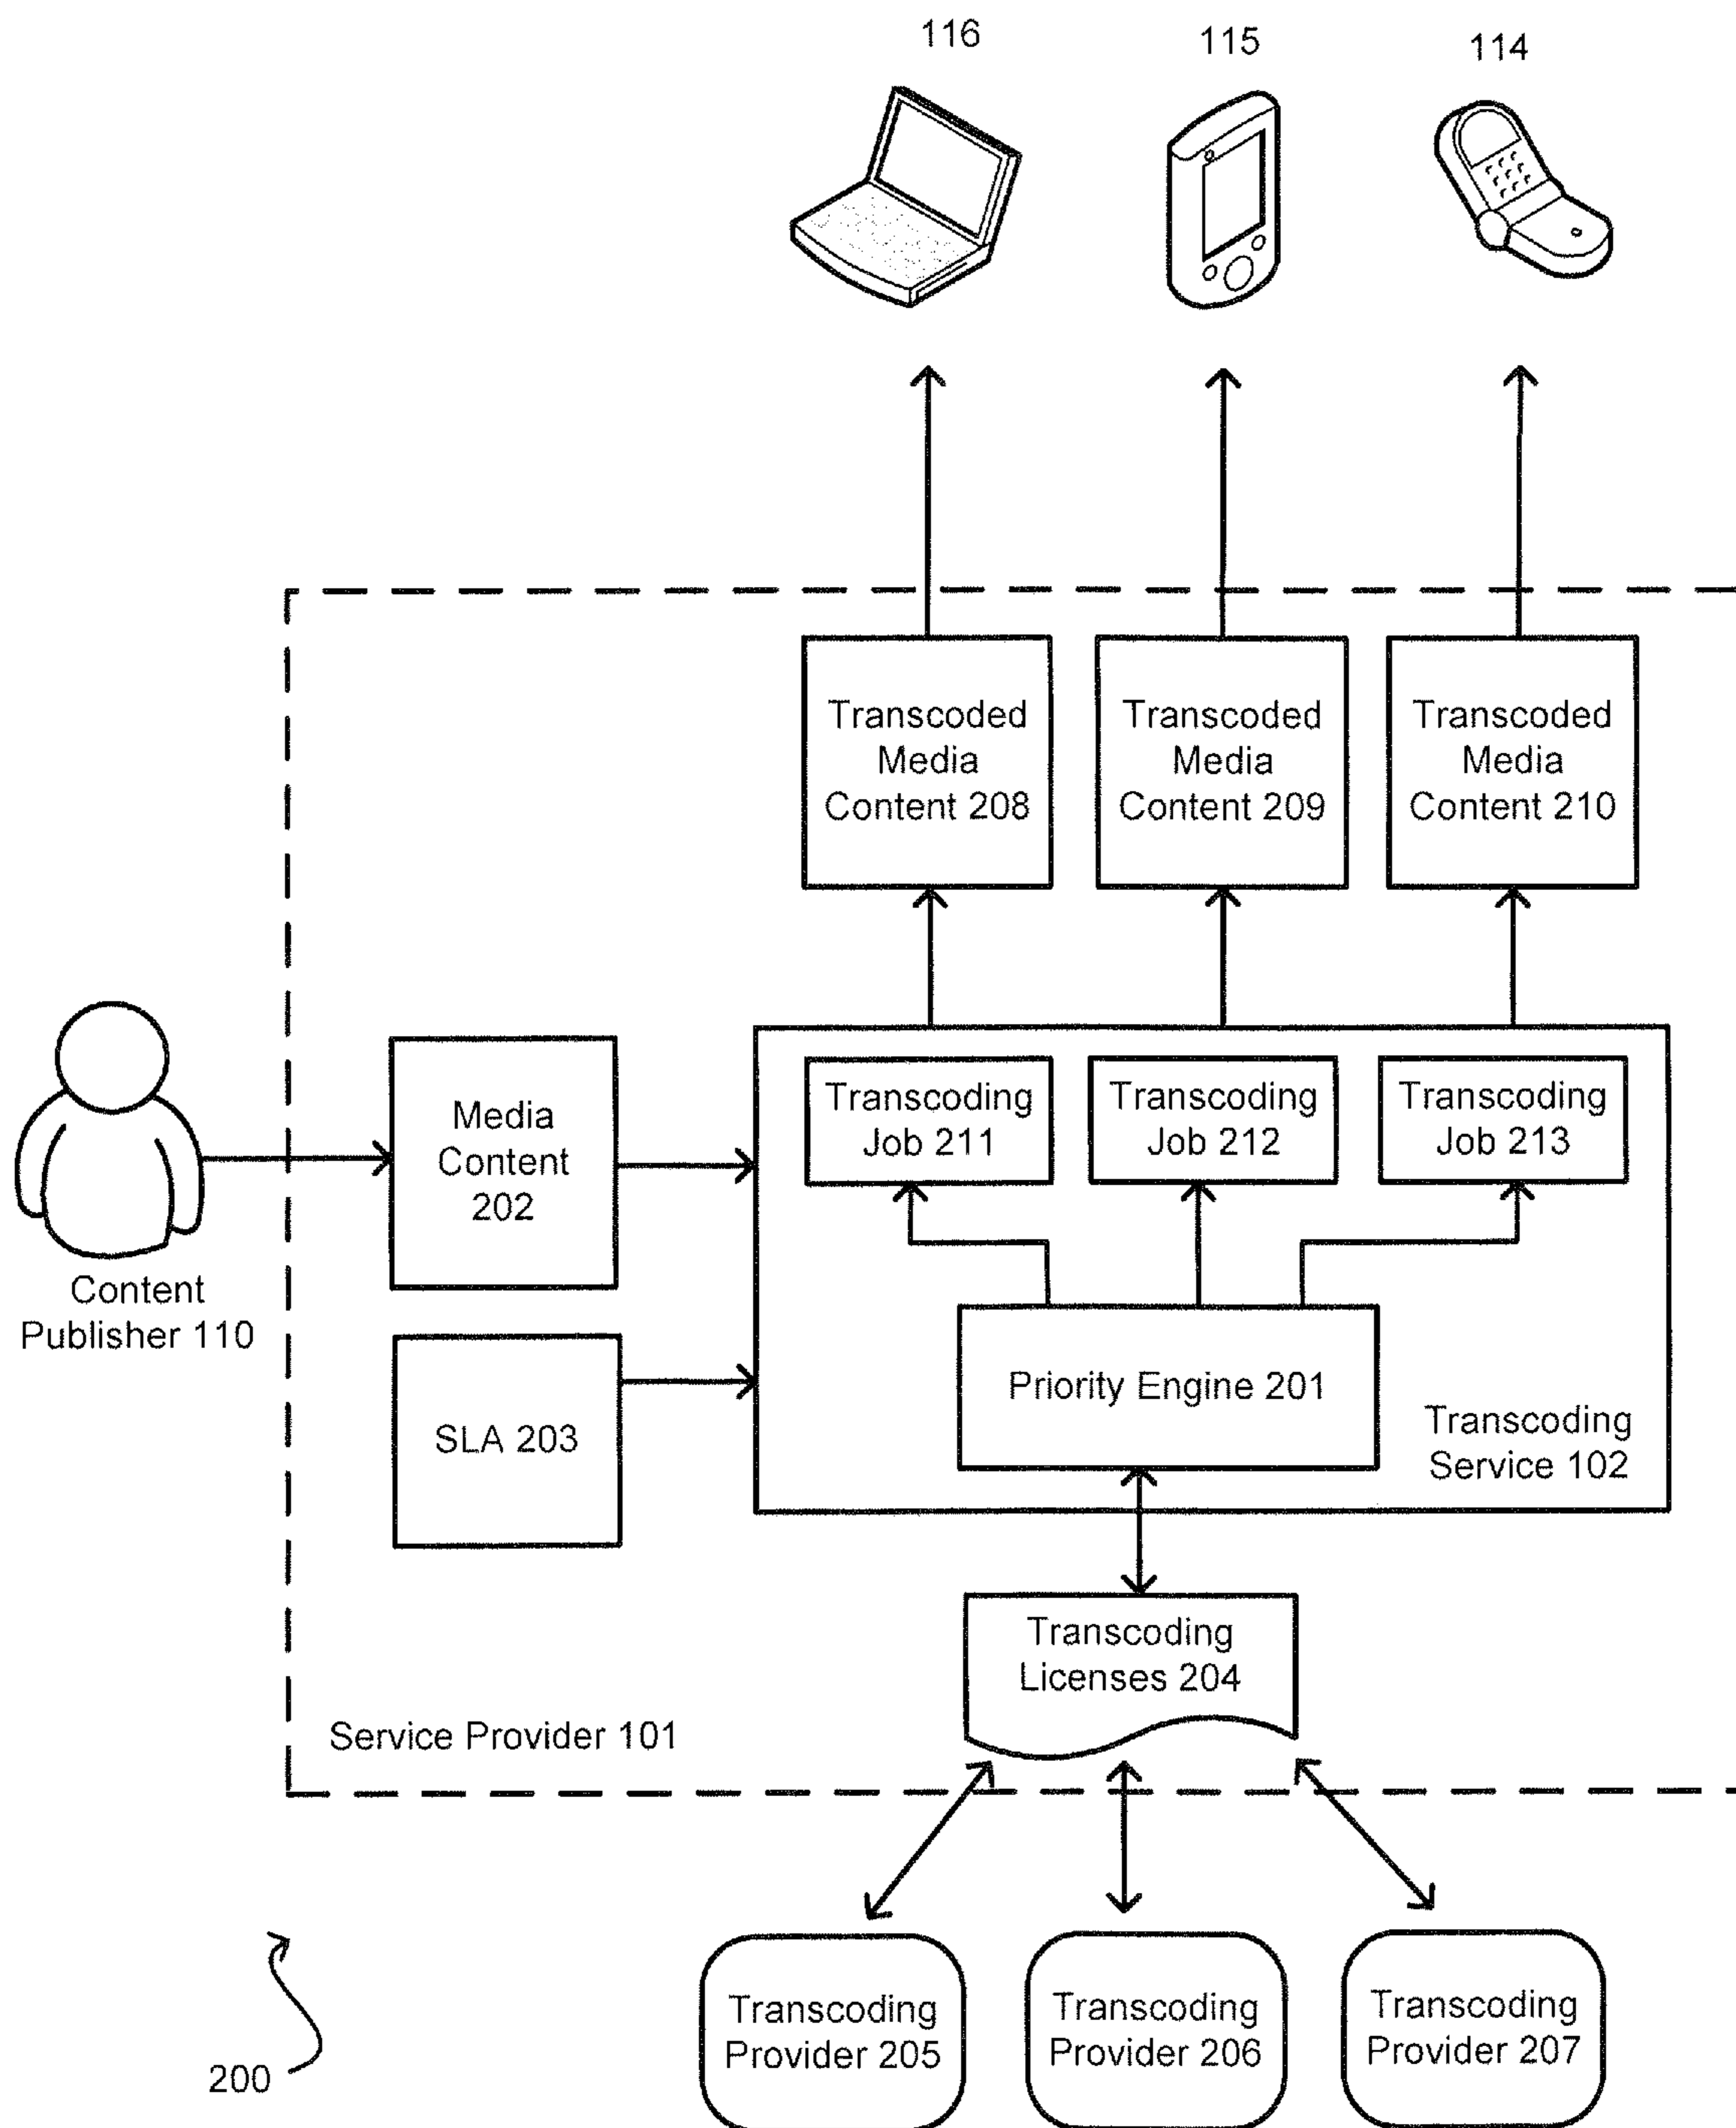 116
115
114
Transcoded
Media
Content 208
Transcoded
Media
Content 209
Transcoded
Media
Content 210
Content
Publisher 110
Media
Content
202
SLA 203
Transcoding
Job 211
Transcoding
Job 212
Transcoding
Job 213
Priority Engine 201
Transcoding
Service 102
Transcoding
Licenses 204
Service Provider 101
Transcoding
Provider 205
Transcoding
Provider 206
Transcoding
Provider 207
200